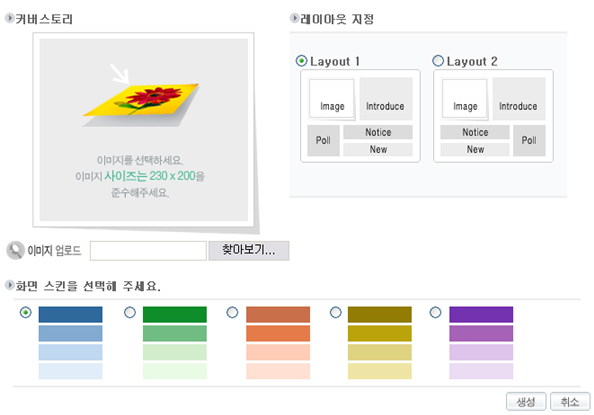 커버스토리
레이아웃 지정
이미지를 선택하세요.
이미지 사이즈는 230 x 200을
준수해주세요.
Layout 1
Layout 2
Image
Introduce
Poll
Notice
New
Image
Introduce
Notice
New
Poll
이미지 업로드
찾아보기...
화면 스킨을 선택해 주세요.
생성
취소